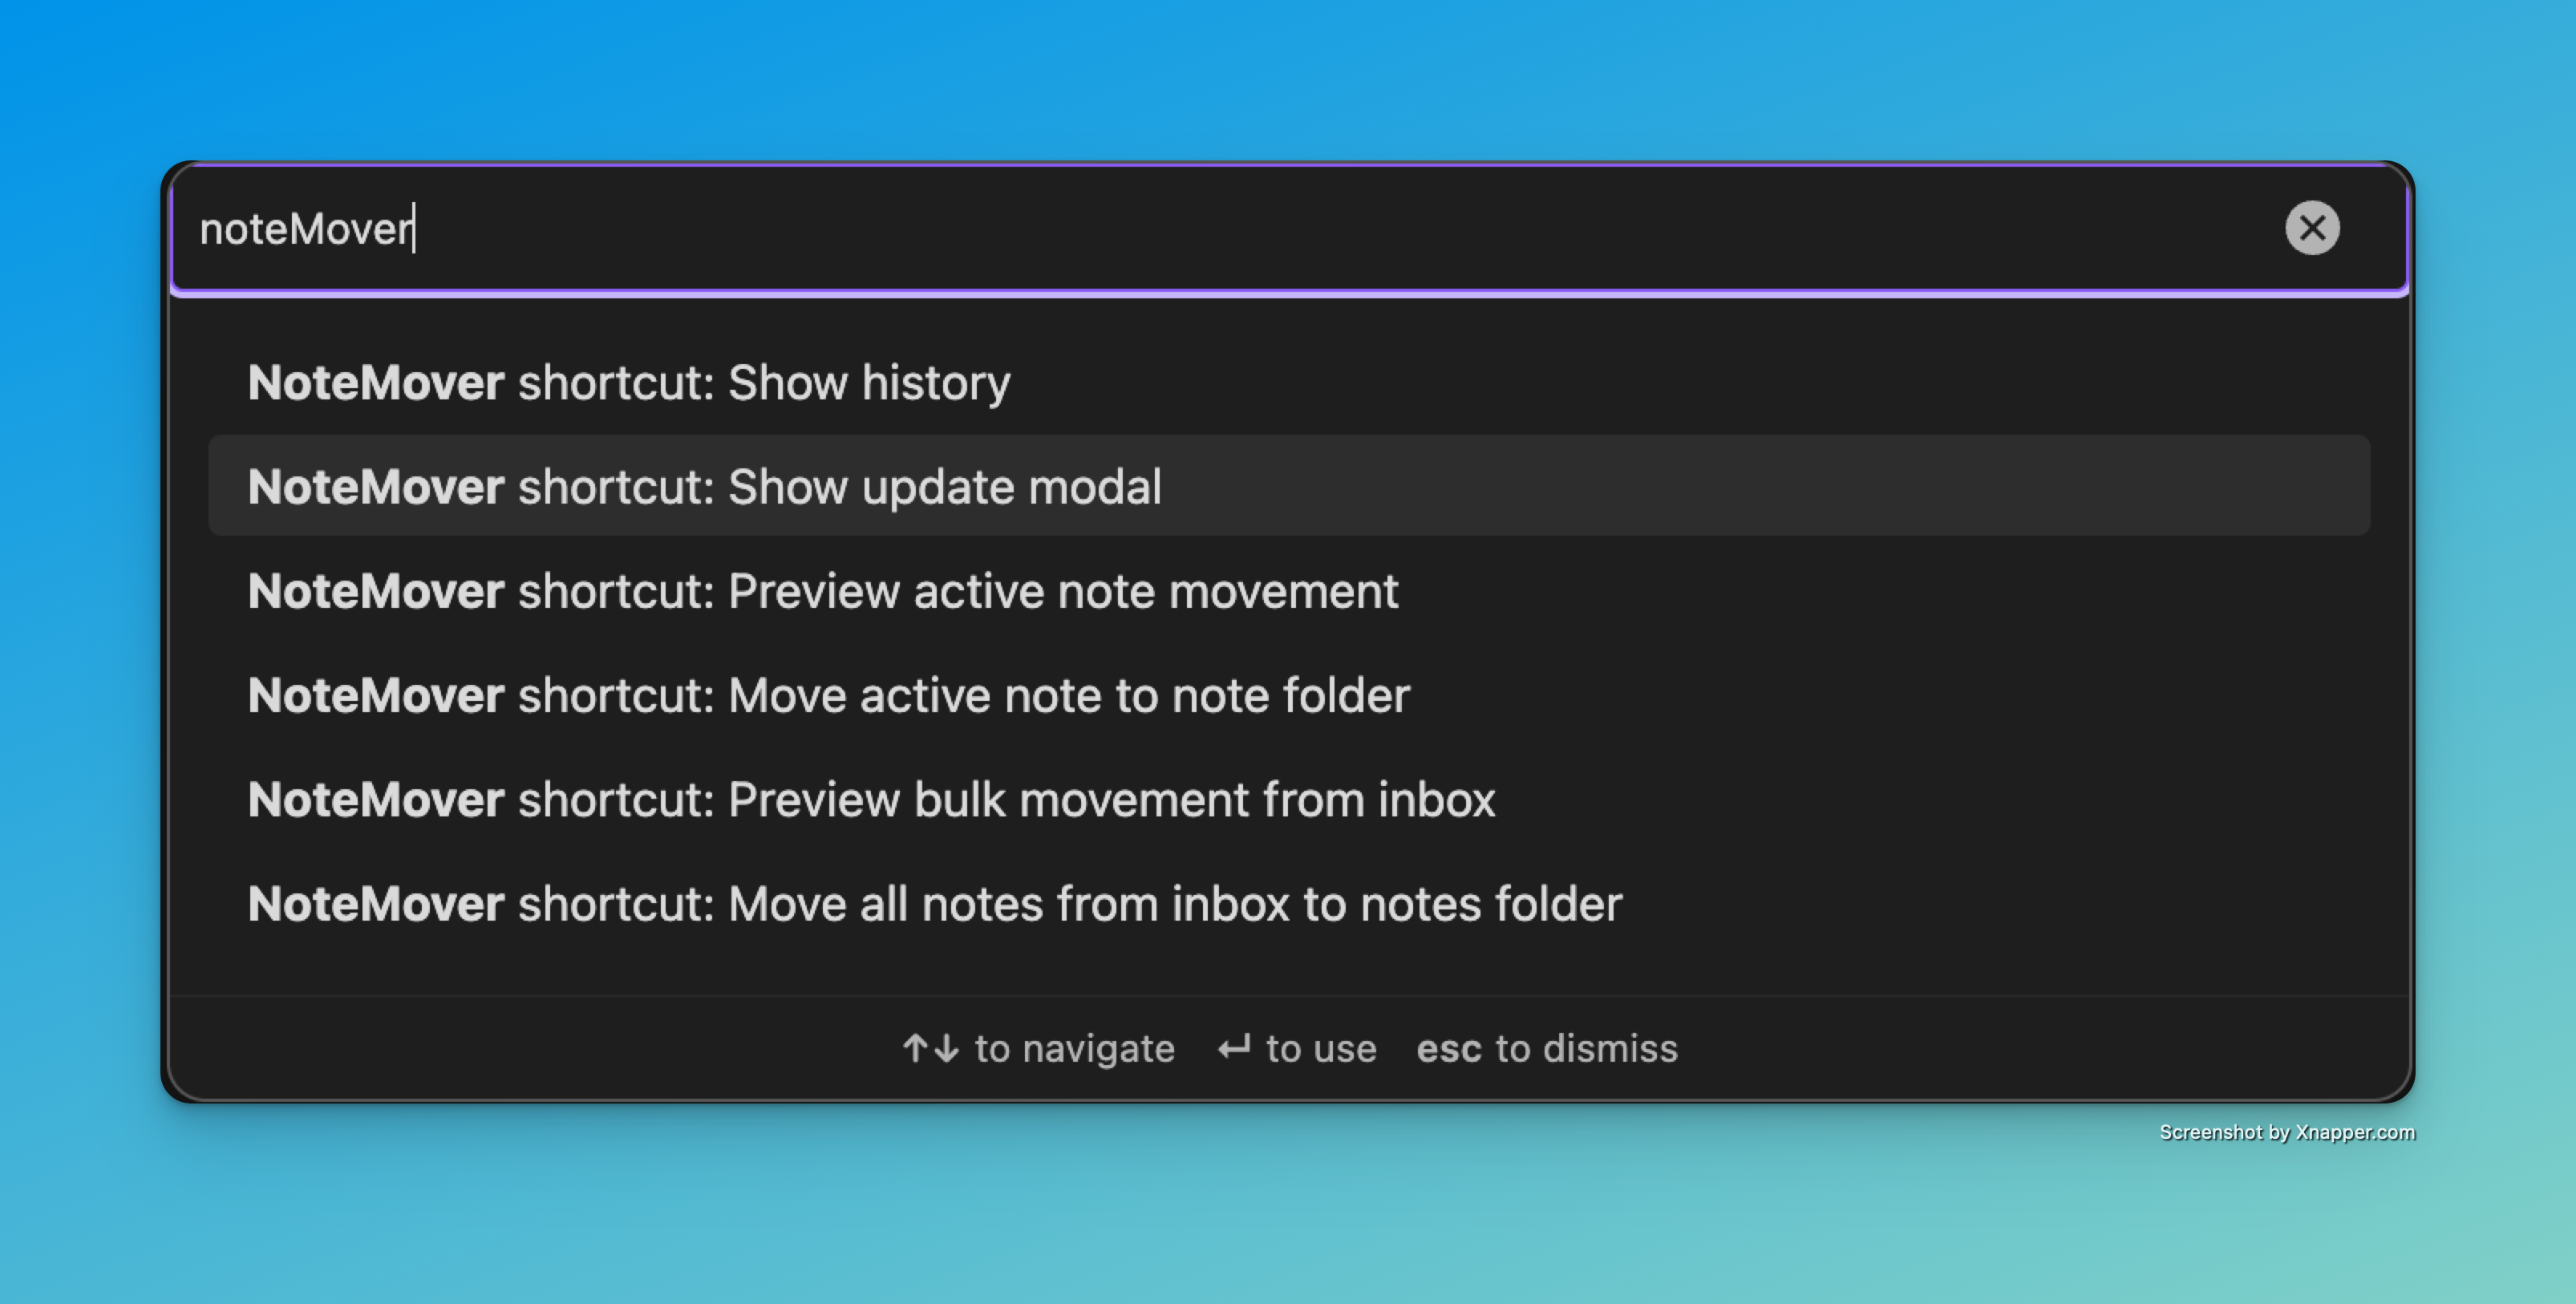 noteMover
NoteMover shortcut: Show history
NoteMover shortcut: Show update modal
NoteMover shortcut: Preview active note movement
NoteMover shortcut: Move active note to note folder
NoteMover shortcut: Preview bulk movement from inbox
NoteMover shortcut: Move all notes from inbox to notes folder
↑↓ to navigate ↵ to use esc to dismiss
Screenshot by Xnapper.com